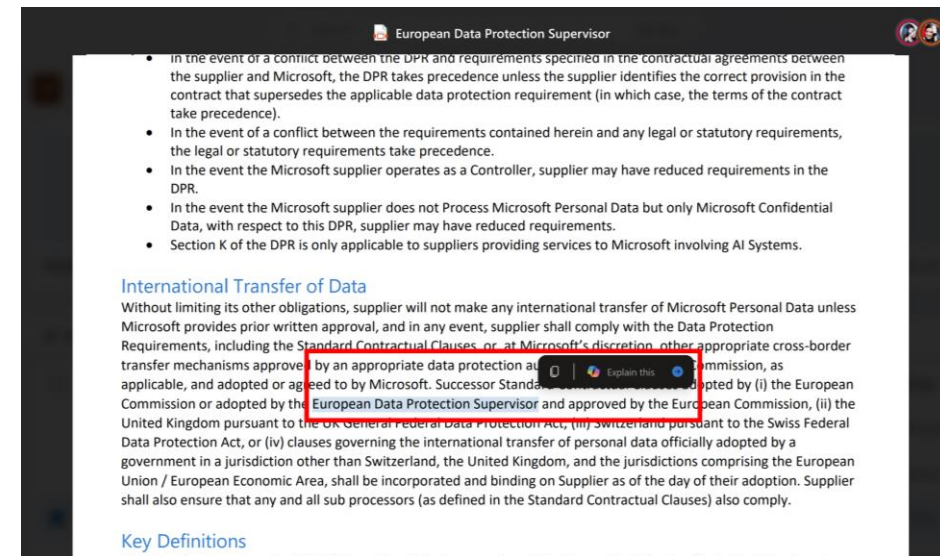 European Data Protection Supervisor
In the event of a conflict between the DPR and requirements specified in the contractual agreements between
the supplier and Microsoft, the DPR takes precedence unless the supplier identifies the correct provision in the
contract that supersedes the applicable data protection requirement (in which case, the terms of the contract
take precedence).
In the event of a conflict between the requirements contained herein and any legal or statutory requirements,
the legal or statutory requirements take precedence.
In the event the Microsoft supplier operates as a Controller, supplier may have reduced requirements in the
DPR.
In the event the Microsoft supplier does not Process Microsoft Personal Data but only Microsoft Confidential
Data, with respect to this DPR, supplier may have reduced requirements.
Section K of the DPR is only applicable to suppliers providing services to Microsoft involving AI Systems.
International Transfer of Data
Without limiting its other obligations, supplier will not make any international transfer of Microsoft Personal Data unless
Microsoft provides prior written approval, and in any event, supplier shall comply with the Data Protection
Requirements, including the Standard Contractual Clauses, or, at Microsoft's discretion, other appropriate cross-border
transfer mechanisms approved by an appropriate data protection Commission, as
Explain this
applicable, and adopted or agreed to by Microsoft. Successor Standard adopted by (i) the European
Commission or adopted by the European Data Protection Supervisor and approved by the European Commission, (ii) the
United Kingdom pursuant to the UK General Federal Data Protection Act, (iii) Switzerland pursuant to the Swiss Federal
Data Protection Act, or (iv) clauses governing the international transfer of personal data officially adopted by a
government in a jurisdiction other than Switzerland, the United Kingdom, and the jurisdictions comprising the European
Union / European Economic Area, shall be incorporated and binding on Supplier as of the day of their adoption. Supplier
shall also ensure that any and all sub processors (as defined in the Standard Contractual Clauses) also comply.
Key Definitions